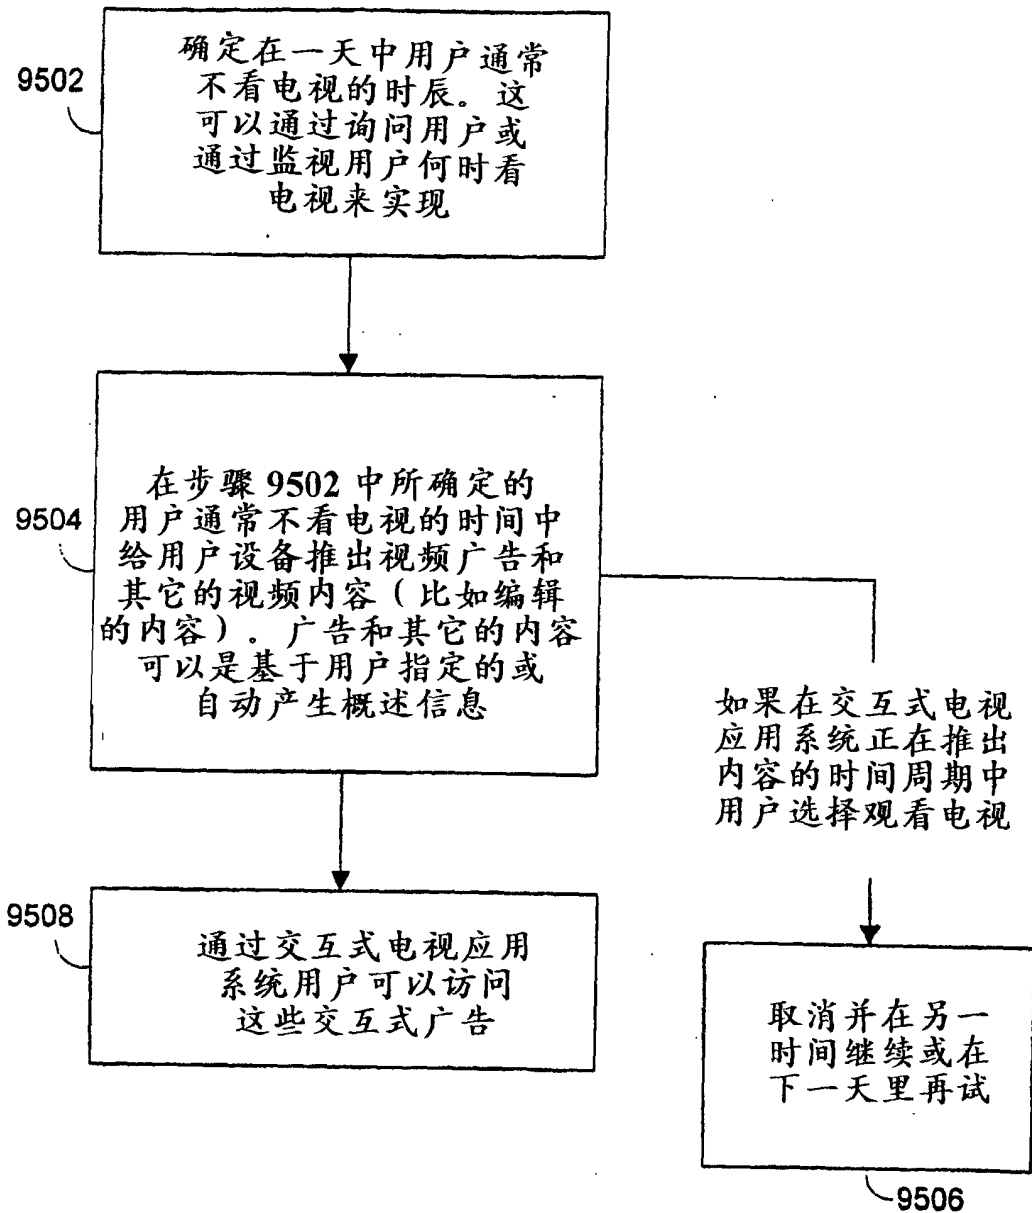 9502
确定在一天中用户通常
不看电视的时辰。这
可以通过询问用户或
通过监视用户何时看
电视来实现
9504
在步骤 9502 中所确定的
用户通常不看电视的时间中
给用户设备推出视频广告和
其它的视频内容（比如编辑
的内容）。广告和其它的内容
可以是基于用户指定的或
自动产生概述信息
如果在交互式电视
应用系统正在推出
内容的时间周期中
用户选择观看电视
9508
通过交互式电视应用
系统用户可以访问
这些交互式广告
取消并在另一
时间继续或在
下一天里再试
9506